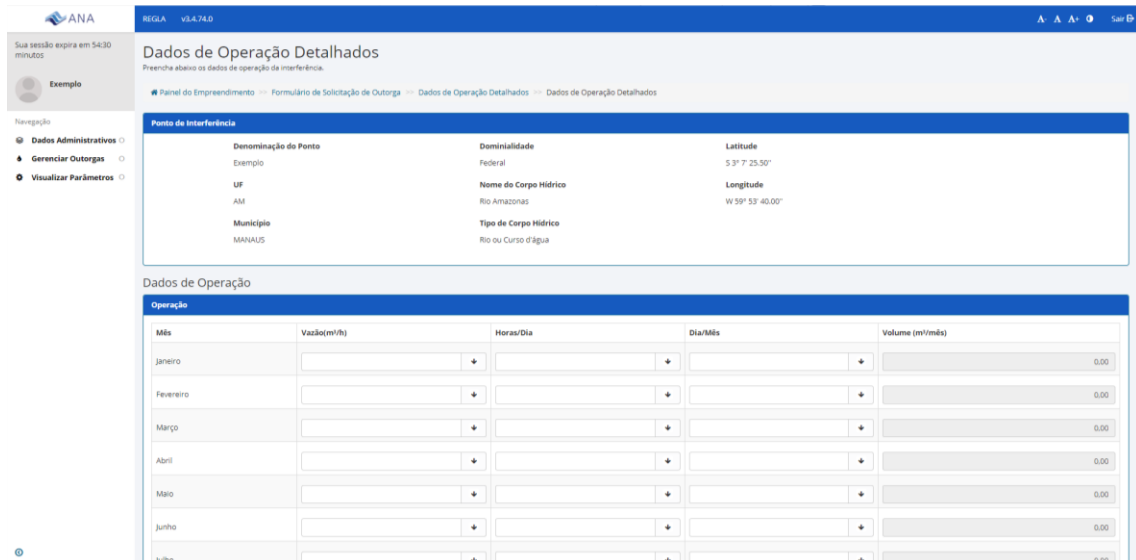 ANA
REGLA v3.4.74.0
A- A A+ Sair
Sua sessão expira em 54:30
minutos
Exemplo
Navegação
Dados Administrativos
Gerenciar Outorgas
Visualizar Parâmetros
Dados de Operação Detalhados
Preencha abaixo os dados de operação da interferência.
Painel do Empreendimento >> Formulário de Solicitação de Outorga >> Dados de Operação Detalhados >> Dados de Operação Detalhados
Ponto de Interferência
Denominação do Ponto Dominialidade Latitude
Exemplo Federal S 3º 7' 25.50"
UF Nome do Corpo Hídrico Longitude
AM Rio Amazonas W 59º 53' 40.00"
Município Tipo de Corpo Hídrico
MANAUS Rio ou Curso d'água
Dados de Operação
Operação
Mês Vazão(m³/h) Horas/Dia Dia/Mês Volume (m³/mês)
Janeiro 0.00
Fevereiro 0.00
Março 0.00
Abril 0.00
Maio 0.00
Junho 0.00
Julho 0.00